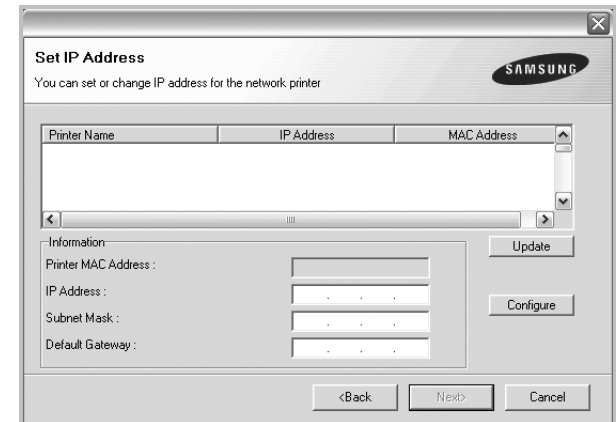 Set IP Address
You can set or change IP address for the network printer
SAMSUNG
Printer Name IP Address MAC Address
Information
Update
Printer MAC Address :
IP Address : . . .
Configure
Subnet Mask : . . .
Default Gateway : . . .
<Back Next> Cancel